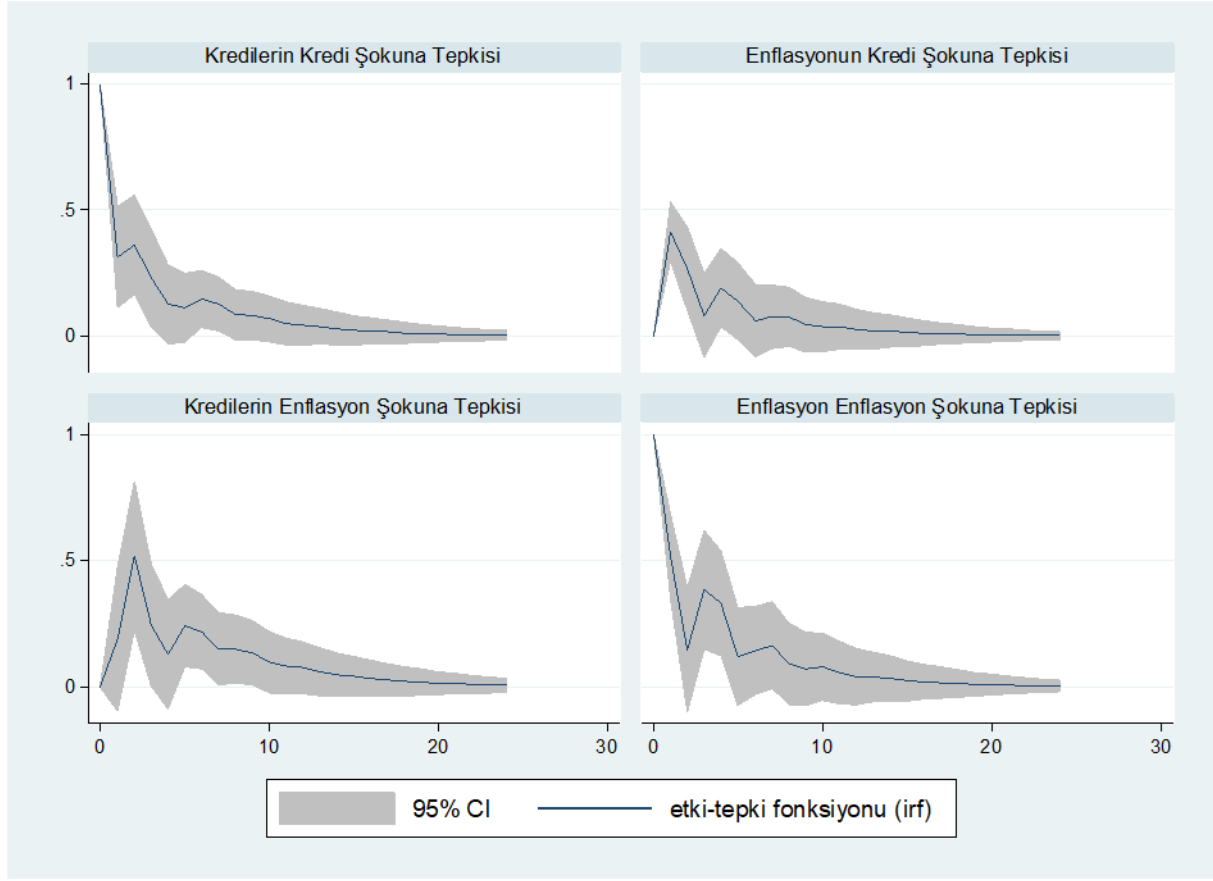 Kredilerin Kredi Şokuna Tepkisi
Enflasyonun Kredi Şokuna Tepkisi
1
.5
0
Kredilerin Enflasyon Şokuna Tepkisi
Enflasyon Enflasyon Şokuna Tepkisi
1
.5
0
0 10 20 30
0 10 20 30
95% CI
etki-tepki fonksiyonu (irf)